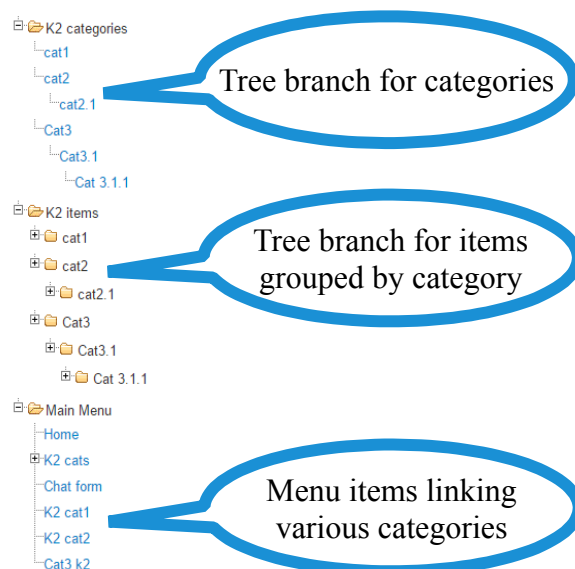 K2 categories
cat1
cat2
cat2.1
Cat3
Cat3.1
Cat 3.1.1
Tree branch for categories
K2 items
cat1
cat2
cat2.1
Cat3
Cat3.1
Cat 3.1.1
Tree branch for items
grouped by category
Main Menu
Home
K2 cats
Chat form
K2 cat1
K2 cat2
Cat3 k2
Menu items linking
various categories